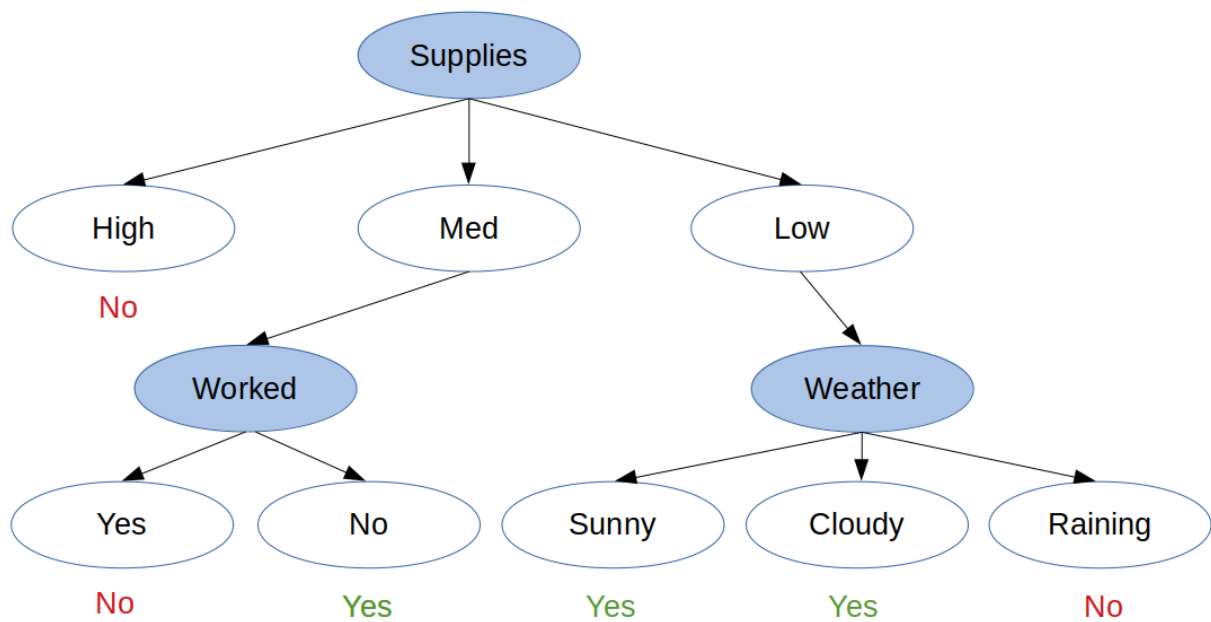 Supplies
High
Med
Low
No
Worked
Weather
Yes
No
Sunny
Cloudy
Raining
No
Yes
Yes
Yes
No